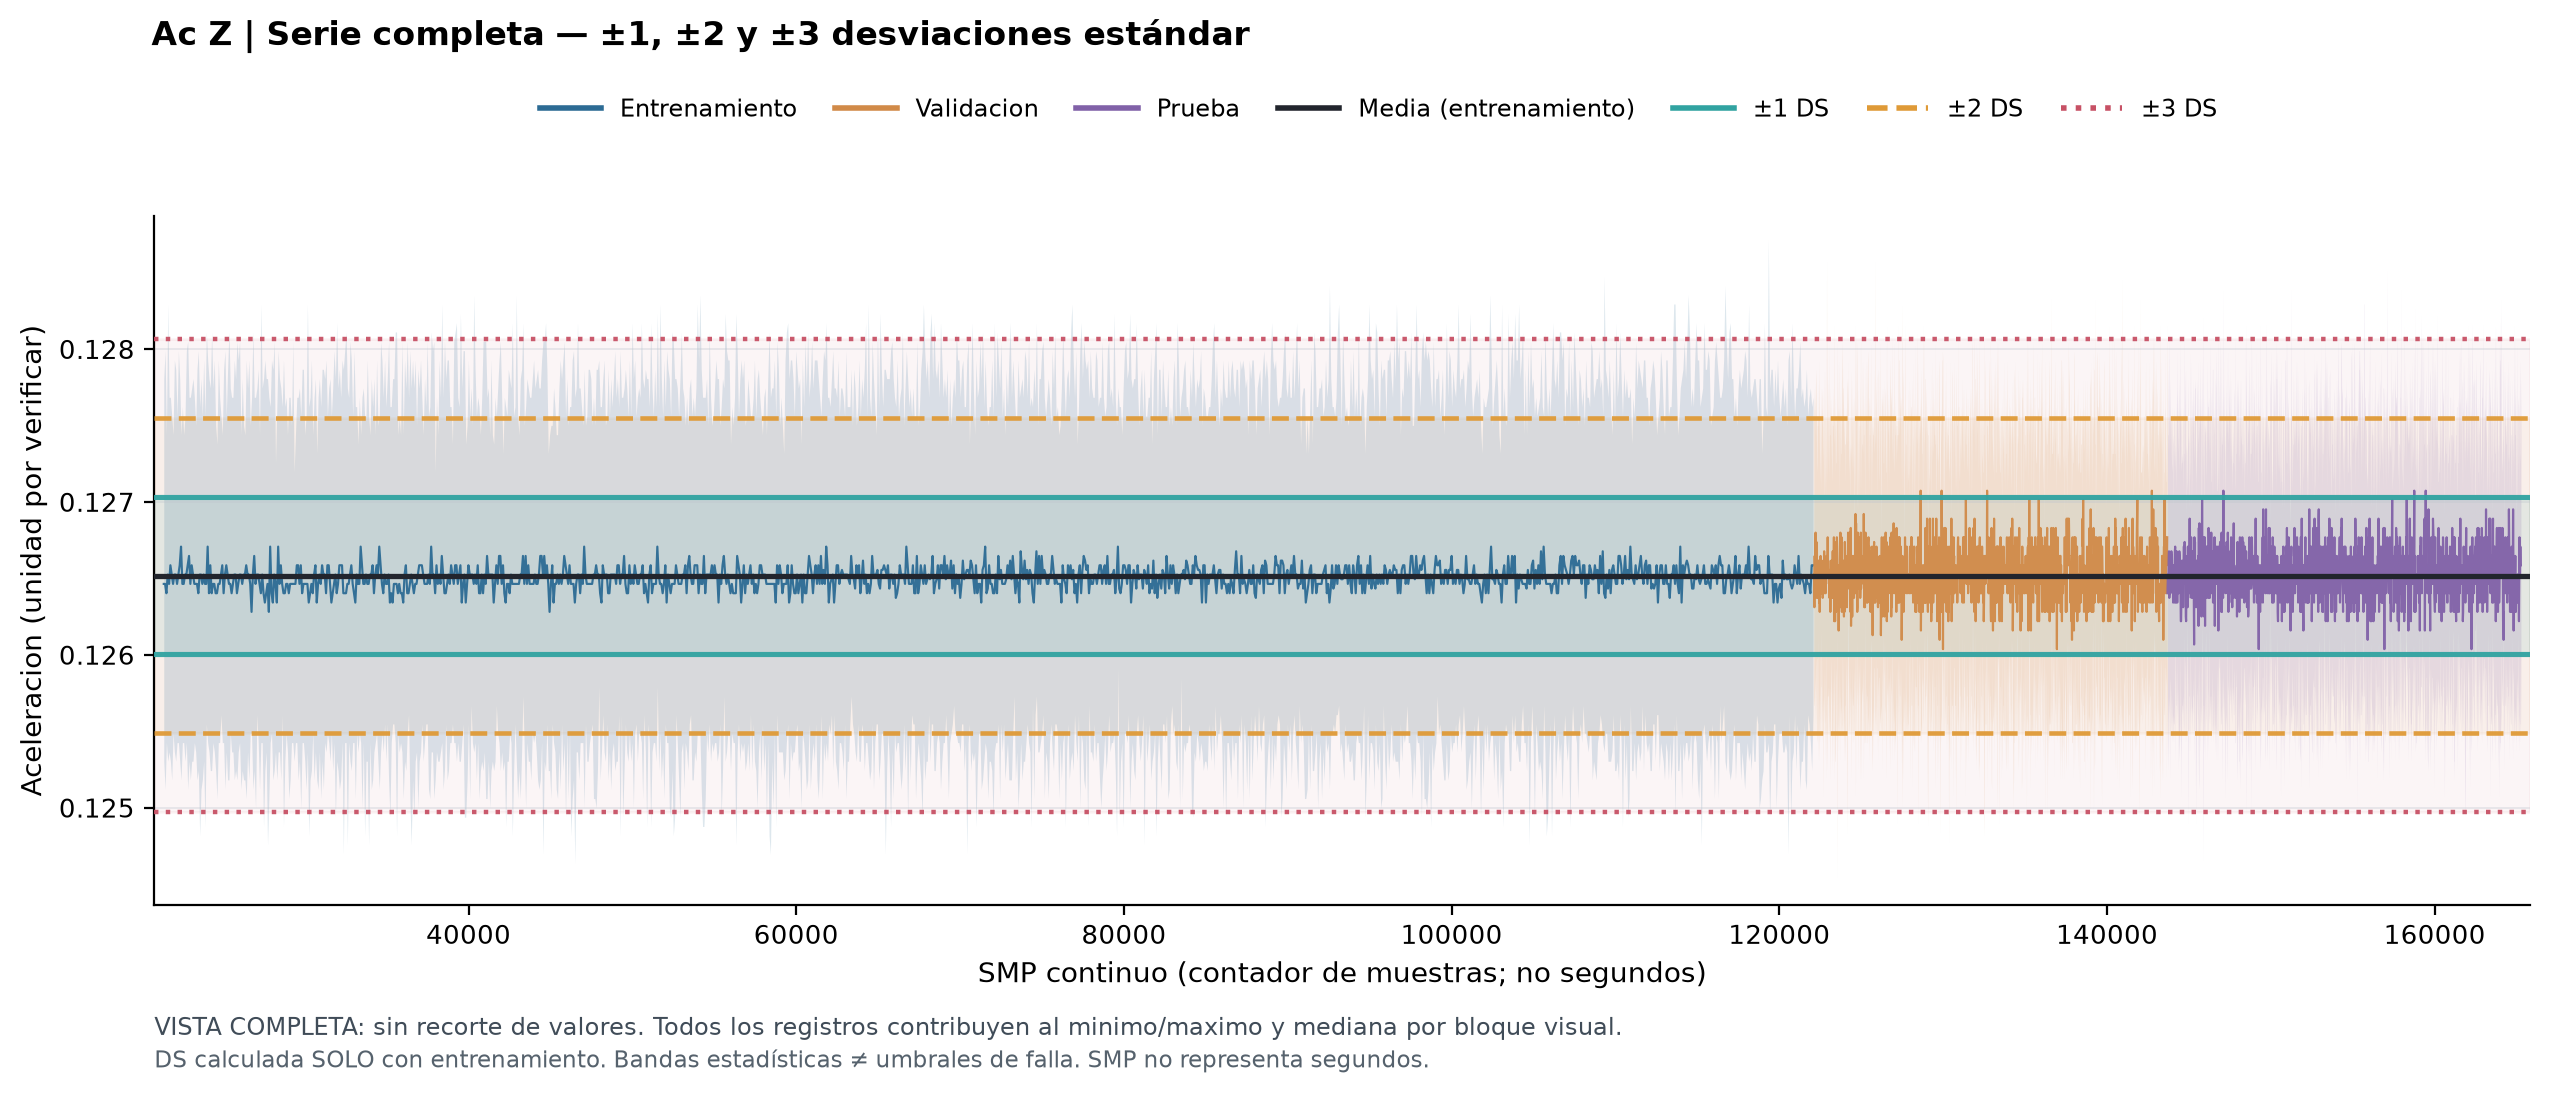 Ac Z | Serie completa — ±1, ±2 y ±3 desviaciones estándar
Entrenamiento Validacion Prueba Media (entrenamiento) ±1 DS ±2 DS ±3 DS
Aceleracion (unidad por verificar)
0.128
0.127
0.126
0.125
40000 60000 80000 100000 120000 140000 160000
SMP continuo (contador de muestras; no segundos)
VISTA COMPLETA: sin recorte de valores. Todos los registros contribuyen al minimo/maximo y mediana por bloque visual.
DS calculada SOLO con entrenamiento. Bandas estadísticas ≠ umbrales de falla. SMP no representa segundos.